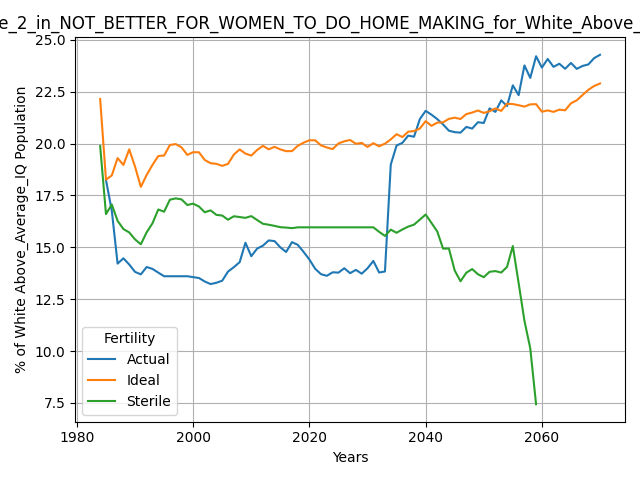 e_2_in_NOT_BETTER_FOR_WOMEN_TO_DO_HOME_MAKING_for_White_Above_
% of White Above_Average_IQ Population
25.0
22.5
20.0
17.5
15.0
12.5
10.0
7.5
Fertility
Actual
Ideal
Sterile
1980
2000
2020
2040
2060
Years